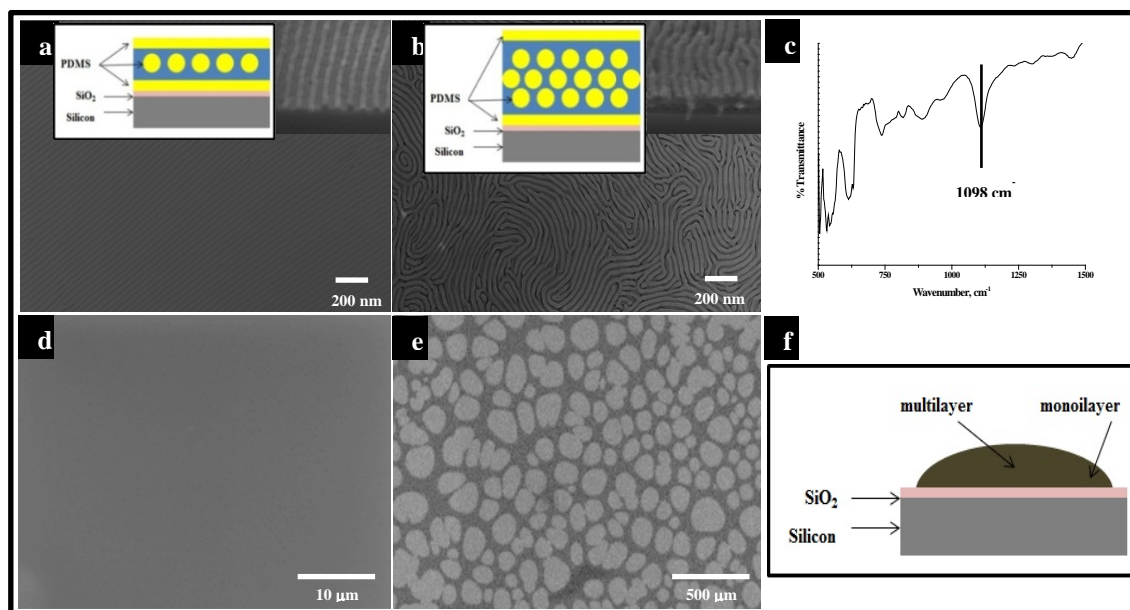 a
PDMS
SiO2
Silicon
200 nm
b
PDMS
SiO2
Silicon
200 nm
c
% Transmittance
1098 cm-
500 750 1000 1250 1500
Wavenumber, cm-1
d
10 μm
e
500 μm
f
multilayer monoilayer
SiO2
Silicon